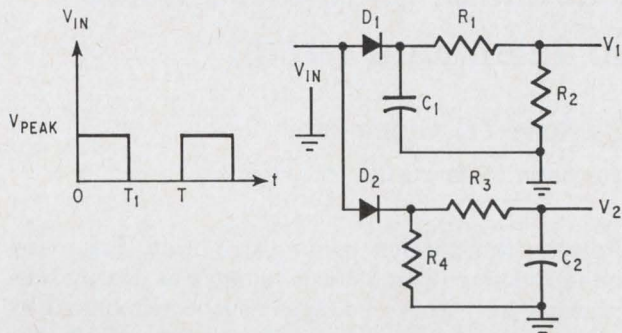 V_IN
V_PEAK
0
T_1
T
t
D_1
R_1
V_1
V_IN
C_1
R_2
D_2
R_3
V_2
R_4
C_2